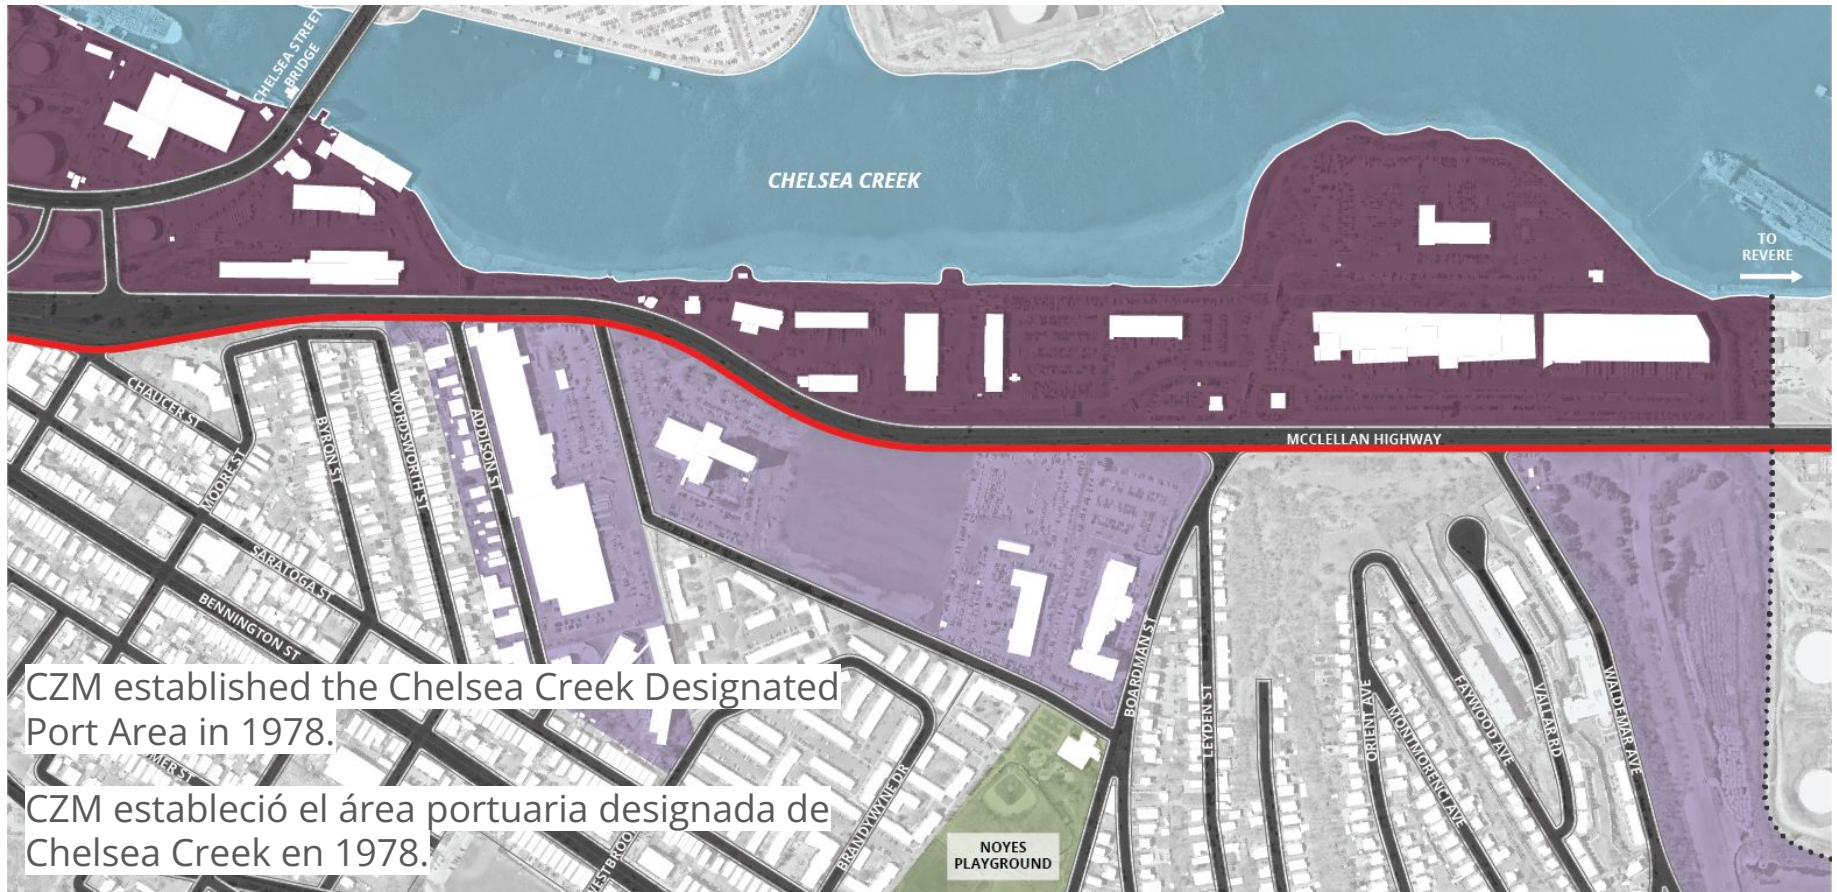 CHELSEA STREET
BRIDGE
CHELSEA CREEK
TO
REVERE
MCCLELLAN HIGHWAY
CHAUCER ST
MOORE ST
BYRON ST
WORDSWORTH ST
ADDISON ST
SARATOGA ST
BENNINGTON ST
BOARDMAN ST
LEYDEN ST
ORIENT AVE
MONTMORENCI AVE
FAYWOOD AVE
VALLAR RD
WALDEMAR AVE
BRANDYWYNE DR
NOYES
PLAYGROUND
CZM established the Chelsea Creek Designated
Port Area in 1978.
CZM estableció el área portuaria designada de
Chelsea Creek en 1978.